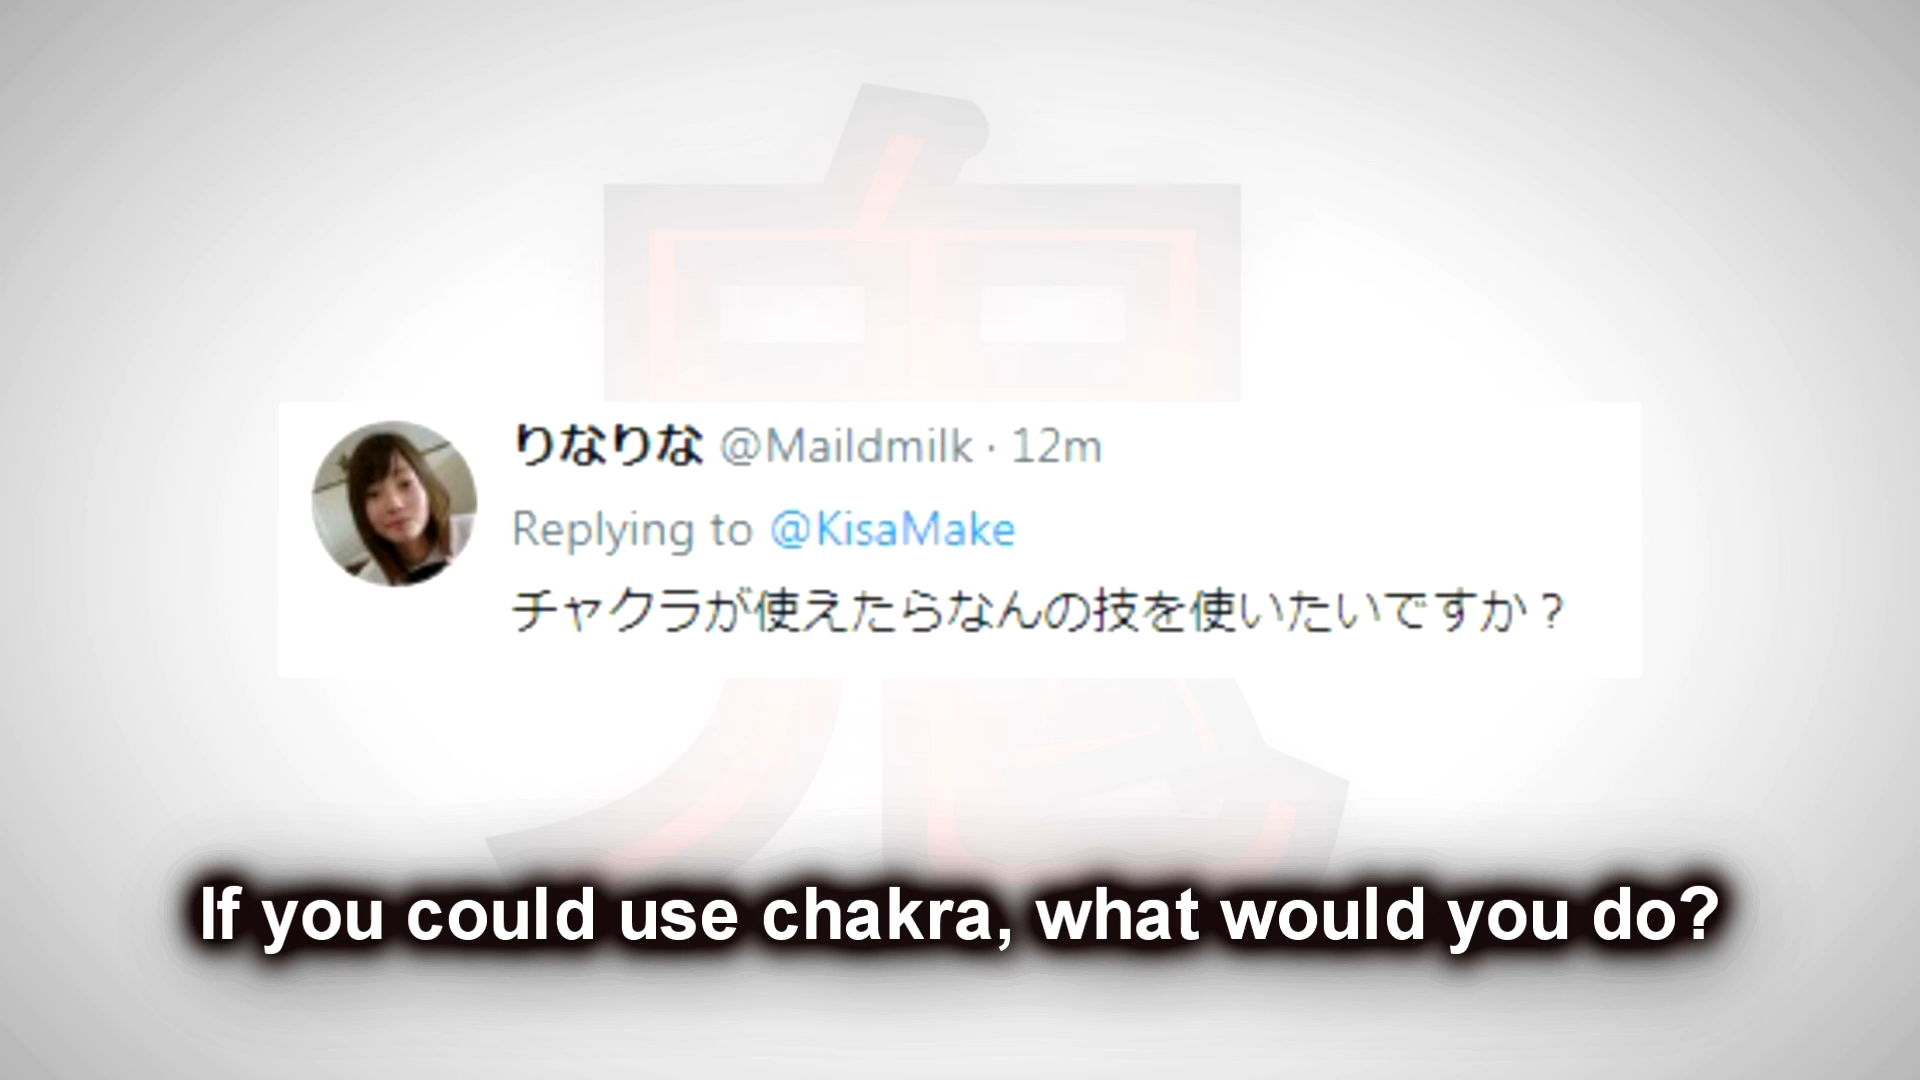 りなりな @Maildmilk · 12m
Replying to @KisaMake
チャクラが使えたらなんの技を使いたいですか？
If you could use chakra, what would you do?